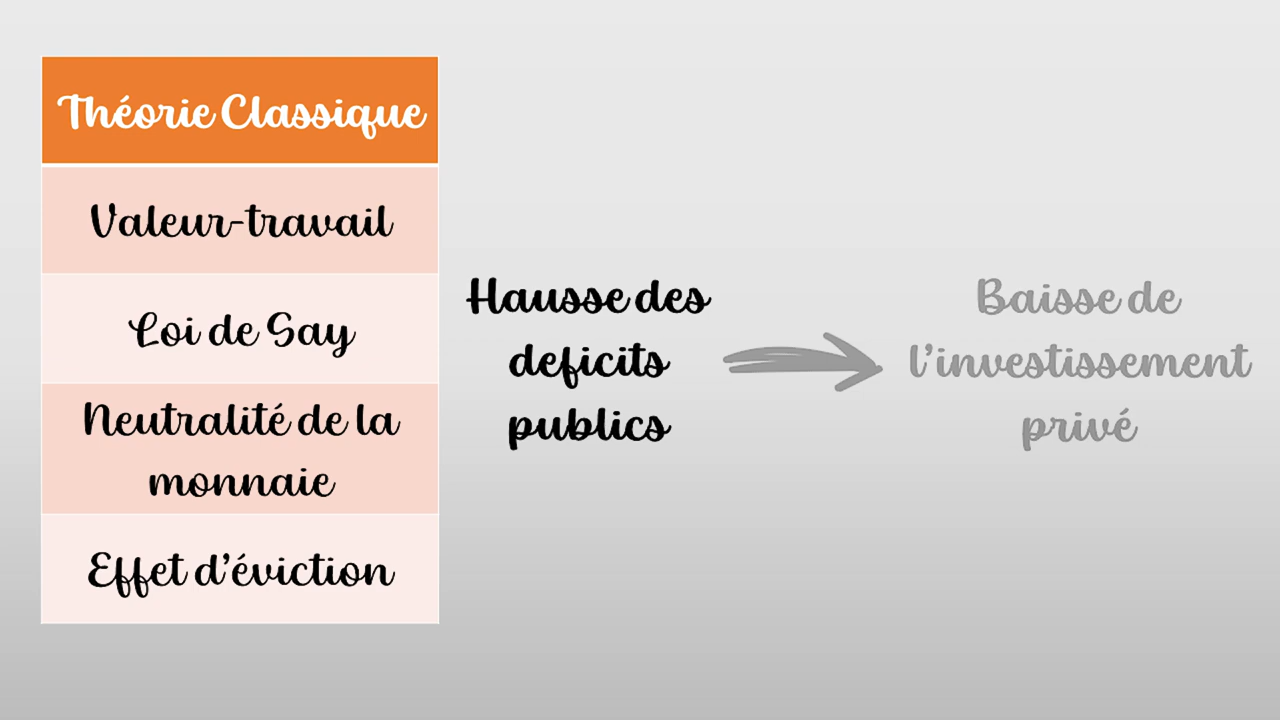 Théorie Classique
Valeur-travail
Loi de Say
Neutralité de la
monnaie
Effet d'éviction
Hausse des
deficits
publics
Baisse de
l'investissement
privé